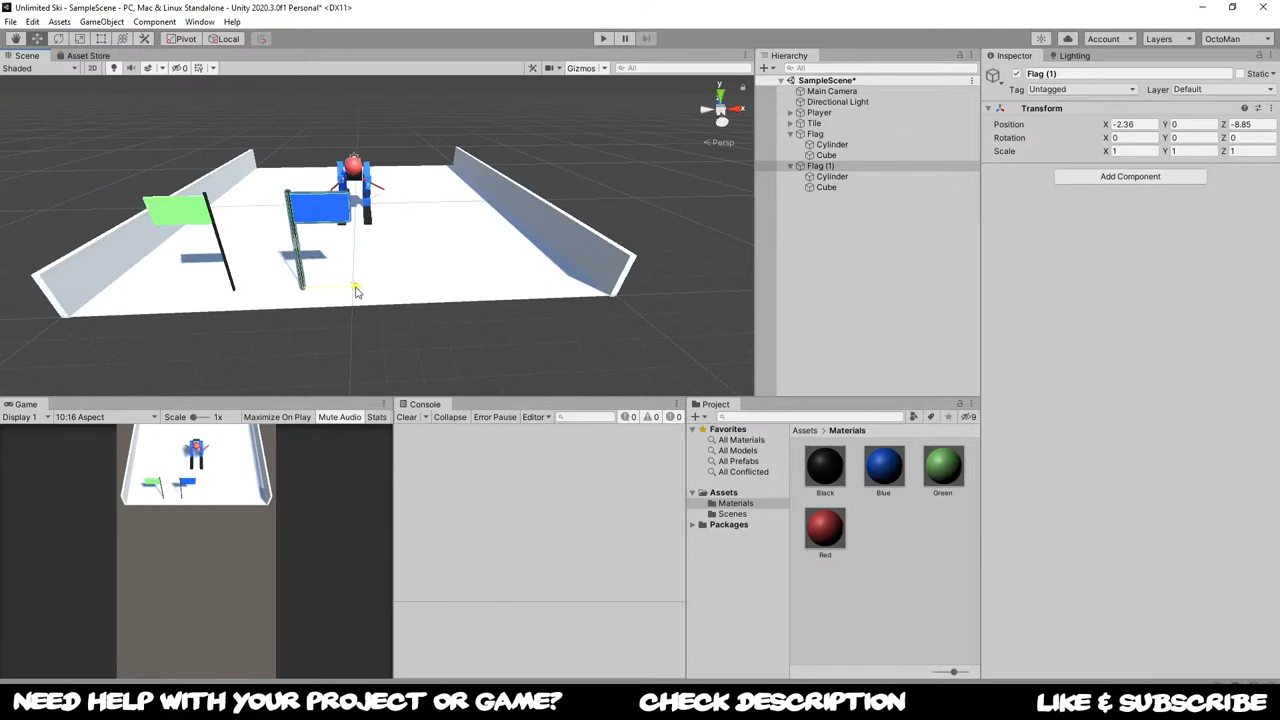 Unlimited Ski - SampleScene - PC, Mac & Linux Standalone - Unity 2020.3.0f1 Personal* <DX11>
File Edit Assets GameObject Component Window Help
Pivot Local Account Layers OctoMan
Scene Asset Store
Shaded 2D 0 Gizmos All
y
x
Persp
Hierarchy
All
SampleScene*
Main Camera
Directional Light
Player
Tile
Flag
Cylinder
Cube
Flag (1)
Cylinder
Cube
Inspector Lighting
Flag (1) Static
Tag Untagged Layer Default
Transform
Position X -2.36 Y 0 Z -8.85
Rotation X 0 Y 0 Z 0
Scale X 1 Y 1 Z 1
Add Component
Game
Display 1 10:16 Aspect Scale 1x Maximize On Play Mute Audio Stats
Console
Clear Collapse Error Pause Editor 0 0 0
Project
9
Favorites
All Materials
All Models
All Prefabs
All Conflicted
Assets
Materials
Scenes
Packages
Assets > Materials
Black Blue Green
Red
NEED HELP WITH YOUR PROJECT OR GAME? CHECK DESCRIPTION LIKE & SUBSCRIBE